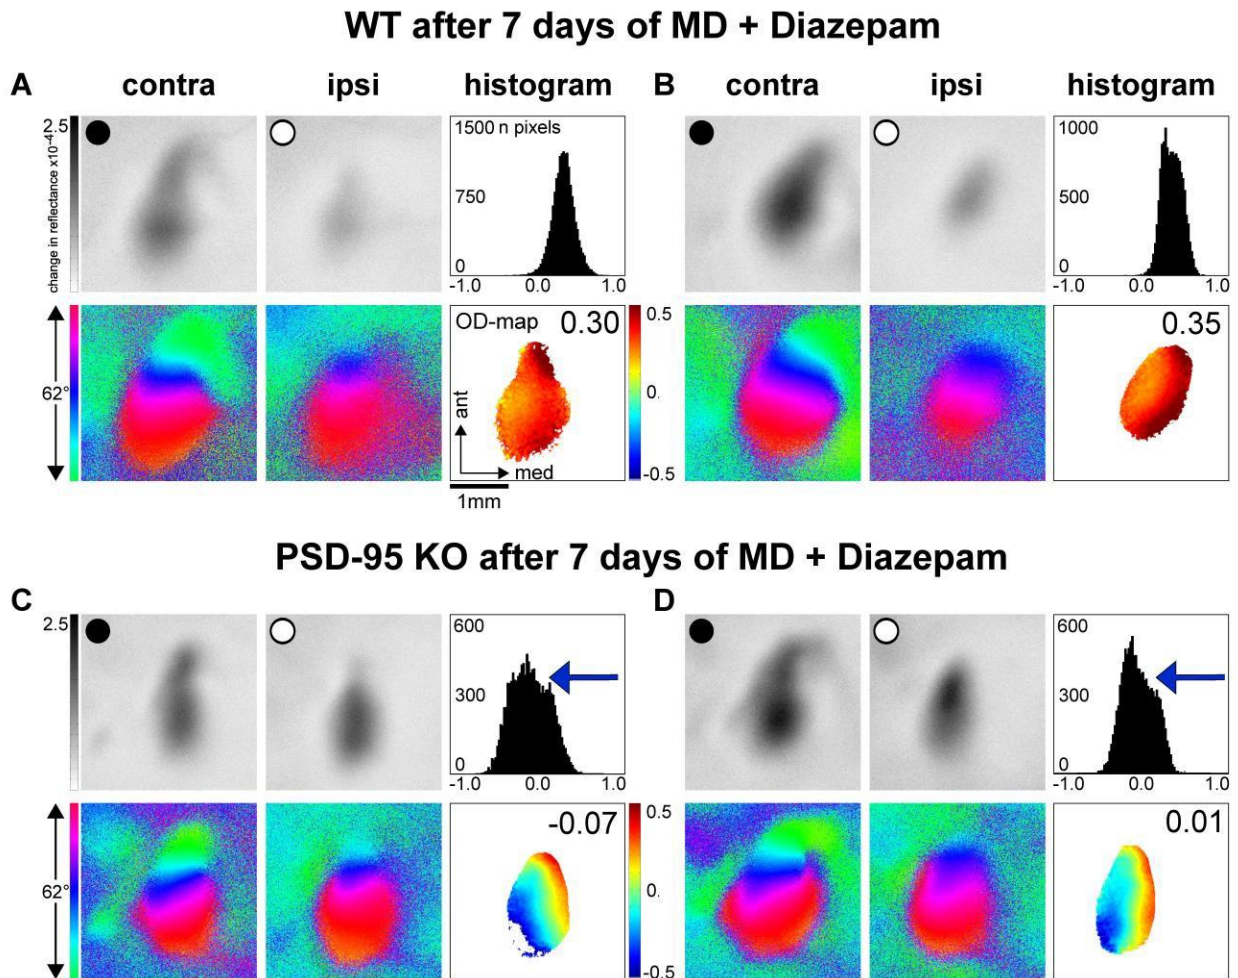 WT after 7 days of MD + Diazepam
A contra ipsi histogram B contra ipsi histogram
2.5
change in reflectance x10-4
1500 n pixels
750
0
-1.0 0.0 1.0
1000
500
0
-1.0 0.0 1.0
62°
OD-map 0.30
ant
med
1mm
0.5
0.
-0.5
0.35
PSD-95 KO after 7 days of MD + Diazepam
C D
2.5
600
300
0
-1.0 0.0 1.0
600
300
0
-1.0 0.0 1.0
62°
-0.07
0.5
0.
-0.5
0.01